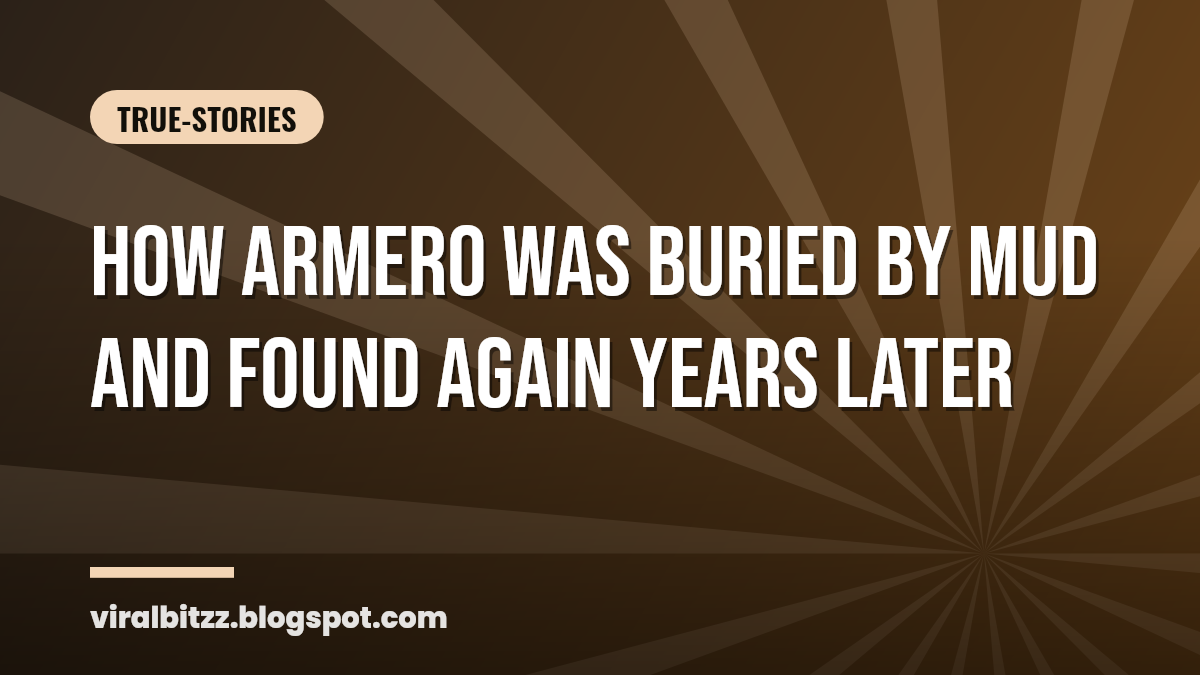 TRUE-STORIES
HOW ARMERO WAS BURIED BY MUD
AND FOUND AGAIN YEARS LATER
viralbitzz.blogspot.com